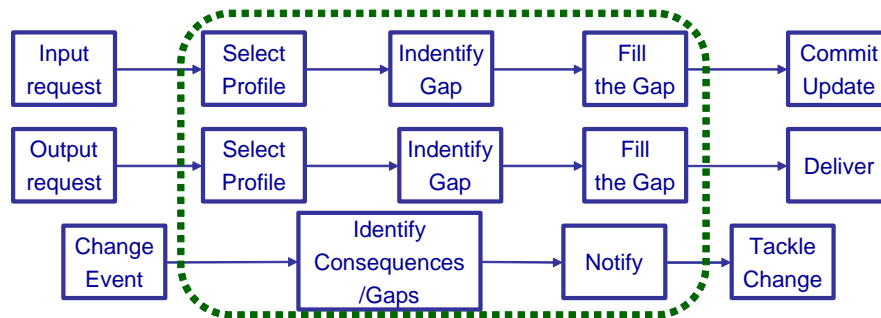 Input
request
Select
Profile
Indentify
Gap
Fill
the Gap
Commit
Update
Output
request
Select
Profile
Indentify
Gap
Fill
the Gap
Deliver
Change
Event
Identify
Consequences
/Gaps
Notify
Tackle
Change